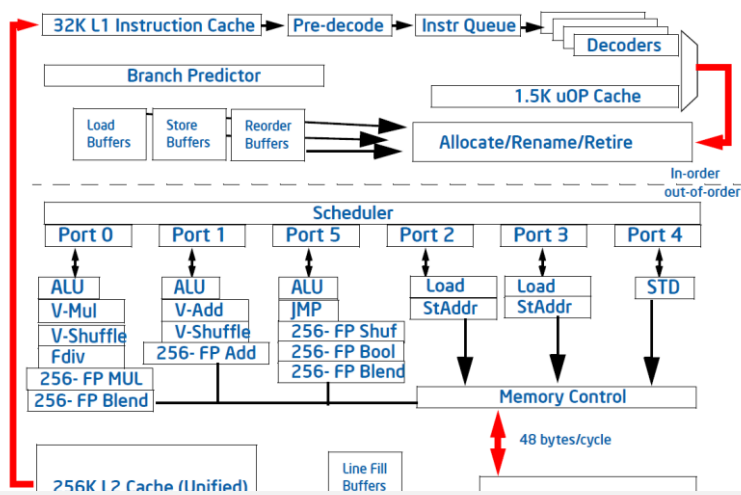 32K L1 Instruction Cache
Pre-decode
Instr Queue
Decoders
Branch Predictor
1.5K uOP Cache
Load
Buffers
Store
Buffers
Reorder
Buffers
Allocate/Rename/Retire
In-order
out-of-order
Scheduler
Port 0
Port 1
Port 5
Port 2
Port 3
Port 4
ALU
V-Mul
V-Shuffle
Fdiv
256- FP MUL
256- FP Blend
ALU
V-Add
V-Shuffle
256- FP Add
ALU
JMP
256- FP Shuf
256- FP Bool
256- FP Blend
Load
StAddr
Load
StAddr
STD
Memory Control
48 bytes/cycle
256K L2 Cache (Unified)
Line Fill
Buffers